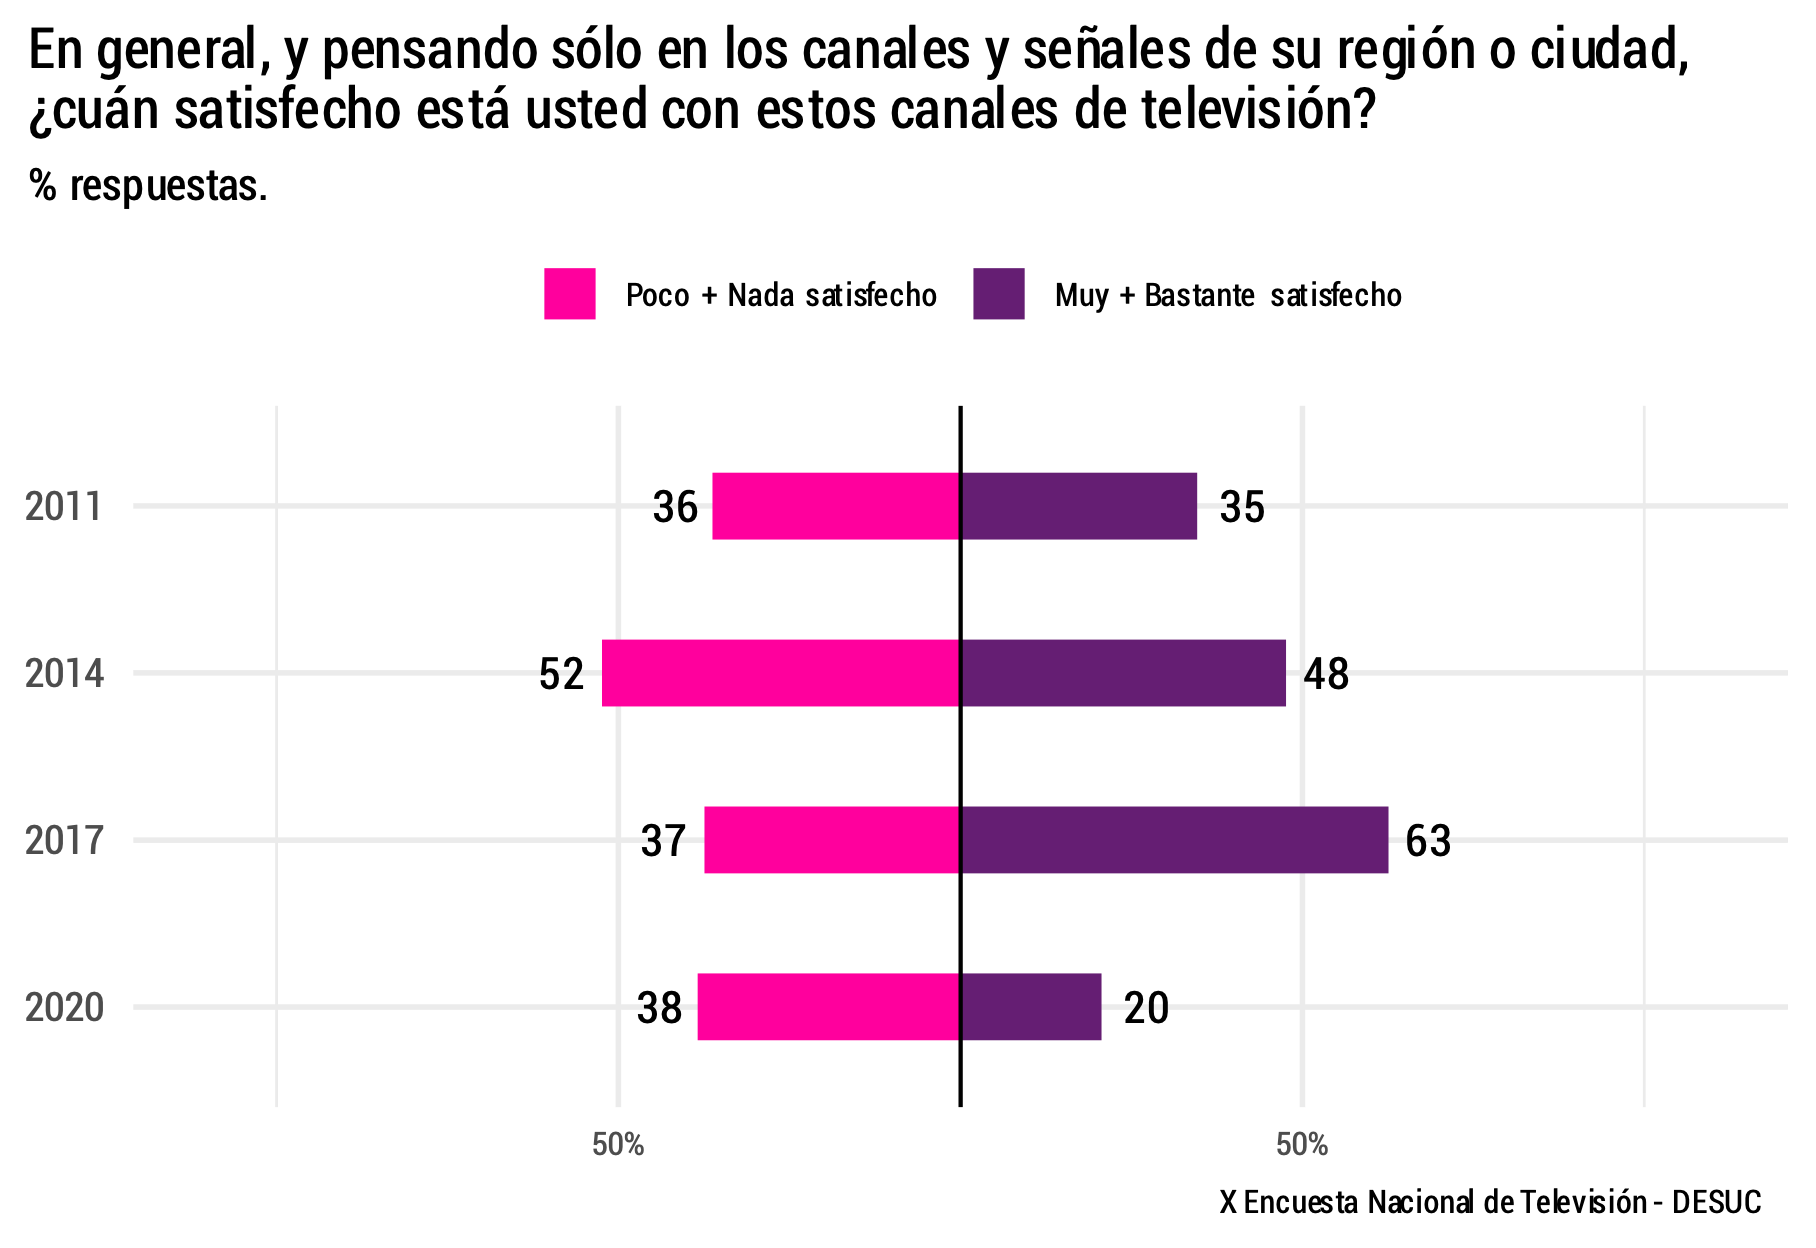 En general, y pensando sólo en los canales y señales de su región o ciudad,
¿cuán satisfecho está usted con estos canales de televisión?
% respuestas.
Poco + Nada satisfecho
Muy + Bastante satisfecho
2011
36
35
2014
52
48
2017
37
63
2020
38
20
50%
50%
X Encuesta Nacional de Televisión - DESUC